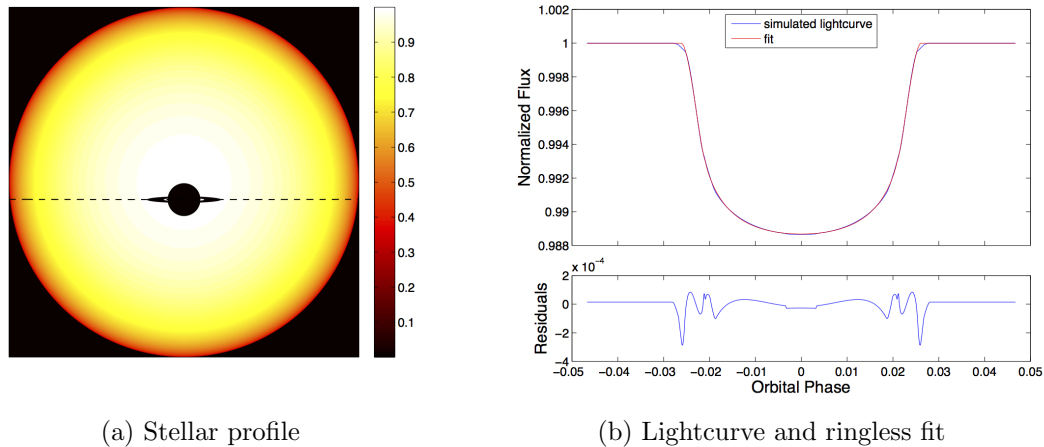 0.9
0.8
0.7
0.6
0.5
0.4
0.3
0.2
0.1
(a) Stellar profile
1.002
1
0.998
0.996
0.994
0.992
0.99
0.988
Normalized Flux
simulated lightcurve
fit
x 10⁻⁴
2
0
−2
−4
Residuals
−0.05 −0.04 −0.03 −0.02 −0.01 0 0.01 0.02 0.03 0.04 0.05
Orbital Phase
(b) Lightcurve and ringless fit